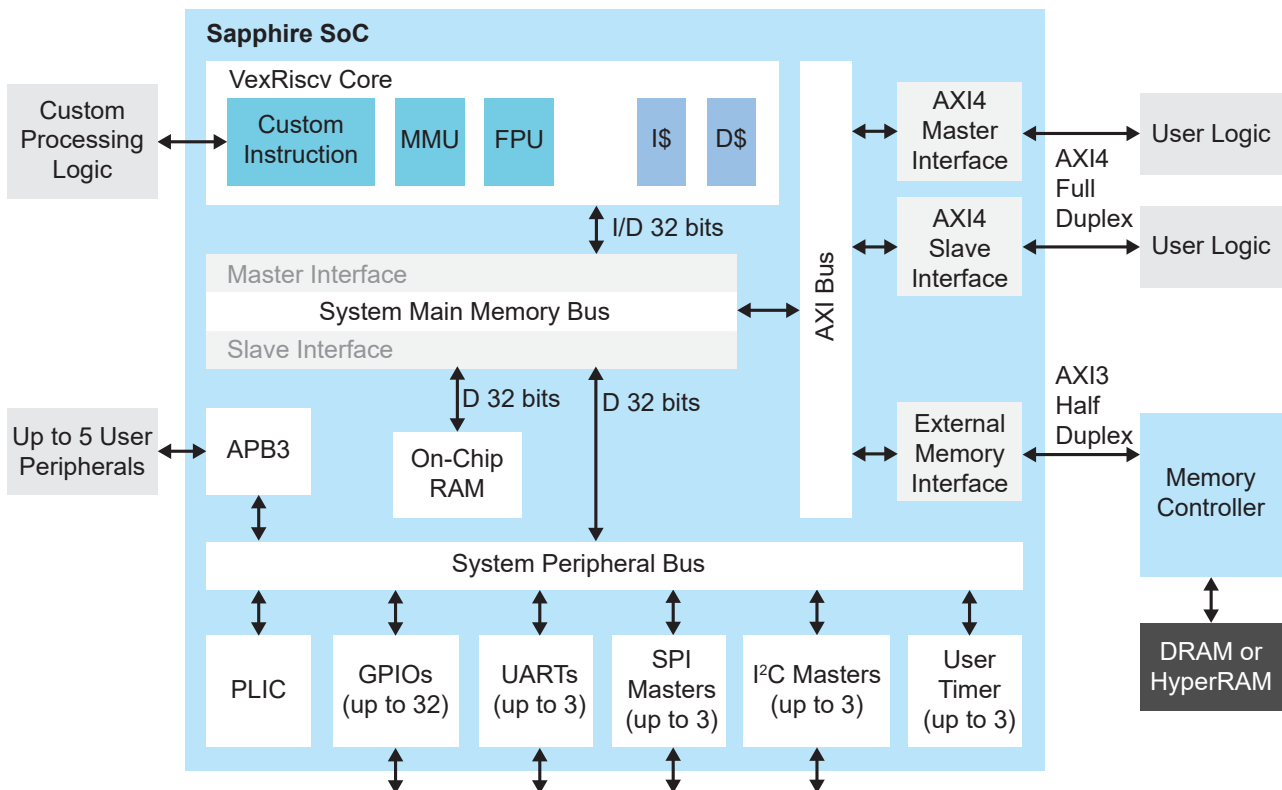 Sapphire SoC
VexRiscv Core
Custom
Processing
Logic
Custom
Instruction
MMU
FPU
I$
D$
I/D 32 bits
Master Interface
System Main Memory Bus
Slave Interface
AXI Bus
AXI4
Master
Interface
AXI4
Slave
Interface
AXI4
Full
Duplex
User Logic
User Logic
D 32 bits
D 32 bits
Up to 5 User
Peripherals
APB3
On-Chip
RAM
External
Memory
Interface
AXI3
Half
Duplex
Memory
Controller
DRAM or
HyperRAM
System Peripheral Bus
PLIC
GPIOs
(up to 32)
UARTs
(up to 3)
SPI
Masters
(up to 3)
I²C Masters
(up to 3)
User
Timer
(up to 3)